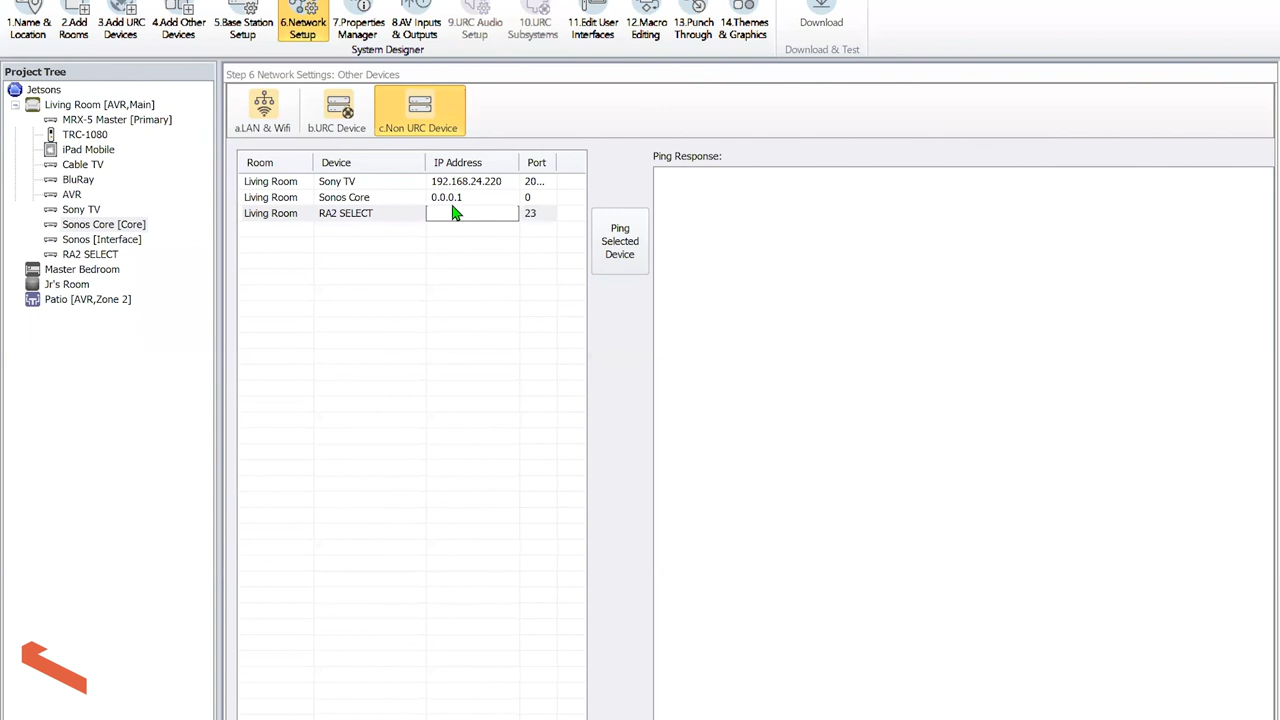 1.Name & Location
2.Add Rooms
3.Add URC Devices
4.Add Other Devices
5.Base Station Setup
6.Network Setup
7.Properties Manager
8.AV Inputs & Outputs
9.URC Audio Setup
10.URC Subsystems
11.Edit User Interfaces
12.Macro Editing
13.Punch Through
14.Themes & Graphics
Download
System Designer
Download & Test
Project Tree
Jetsons
Living Room [AVR,Main]
MRX-5 Master [Primary]
TRC-1080
iPad Mobile
Cable TV
BluRay
AVR
Sony TV
Sonos Core [Core]
Sonos [Interface]
RA2 SELECT
Master Bedroom
Jr's Room
Patio [AVR,Zone 2]
Step 6 Network Settings: Other Devices
a.LAN & Wifi
b.URC Device
c.Non URC Device
Room Device IP Address Port
Living Room Sony TV 192.168.24.220 20...
Living Room Sonos Core 0.0.0.1 0
Living Room RA2 SELECT 23
Ping Selected Device
Ping Response: